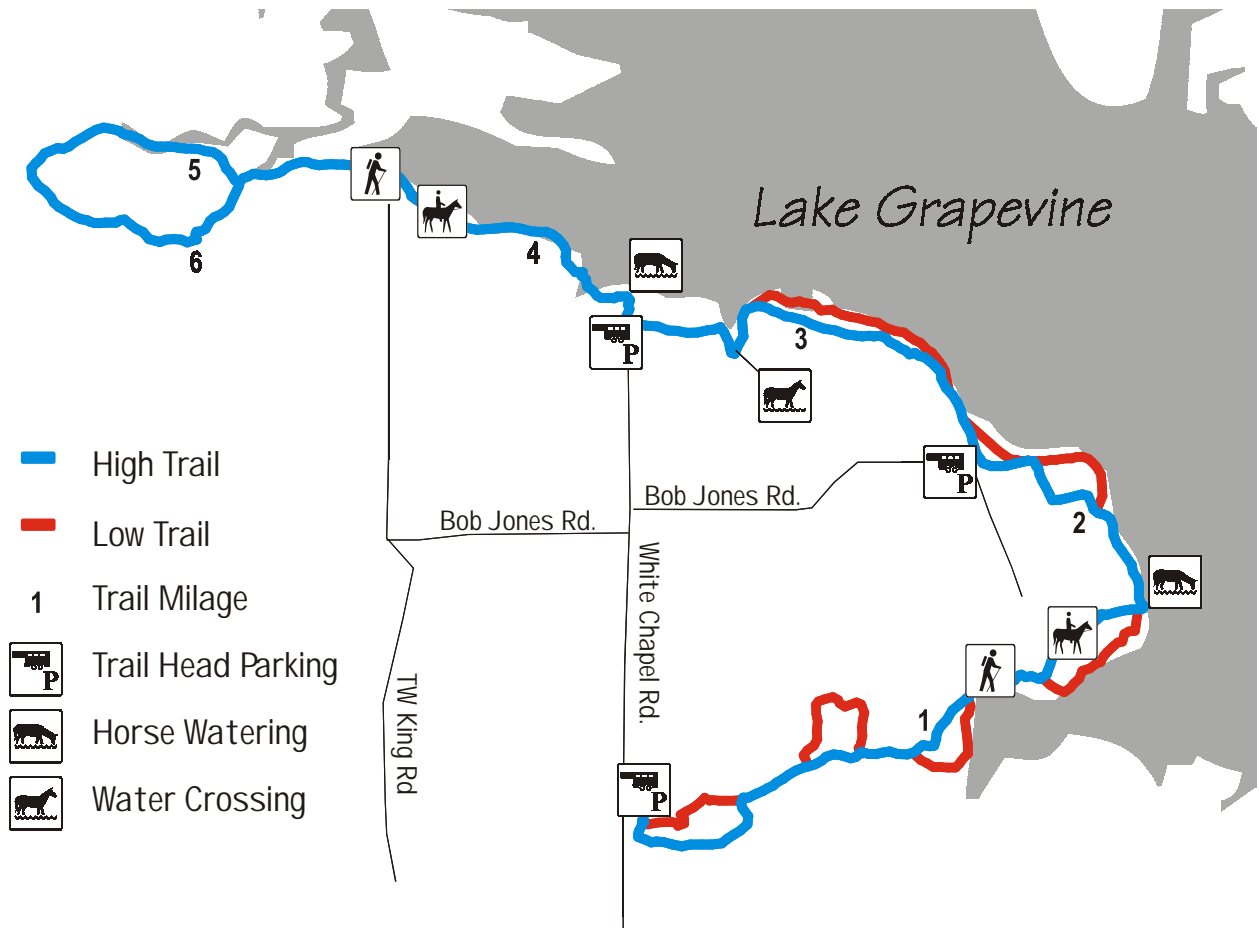 Lake Grapevine
5
6
4
3
P
P
2
1
P
Bob Jones Rd.
Bob Jones Rd.
White Chapel Rd.
TW King Rd
High Trail
Low Trail
1 Trail Milage
P Trail Head Parking
Horse Watering
Water Crossing